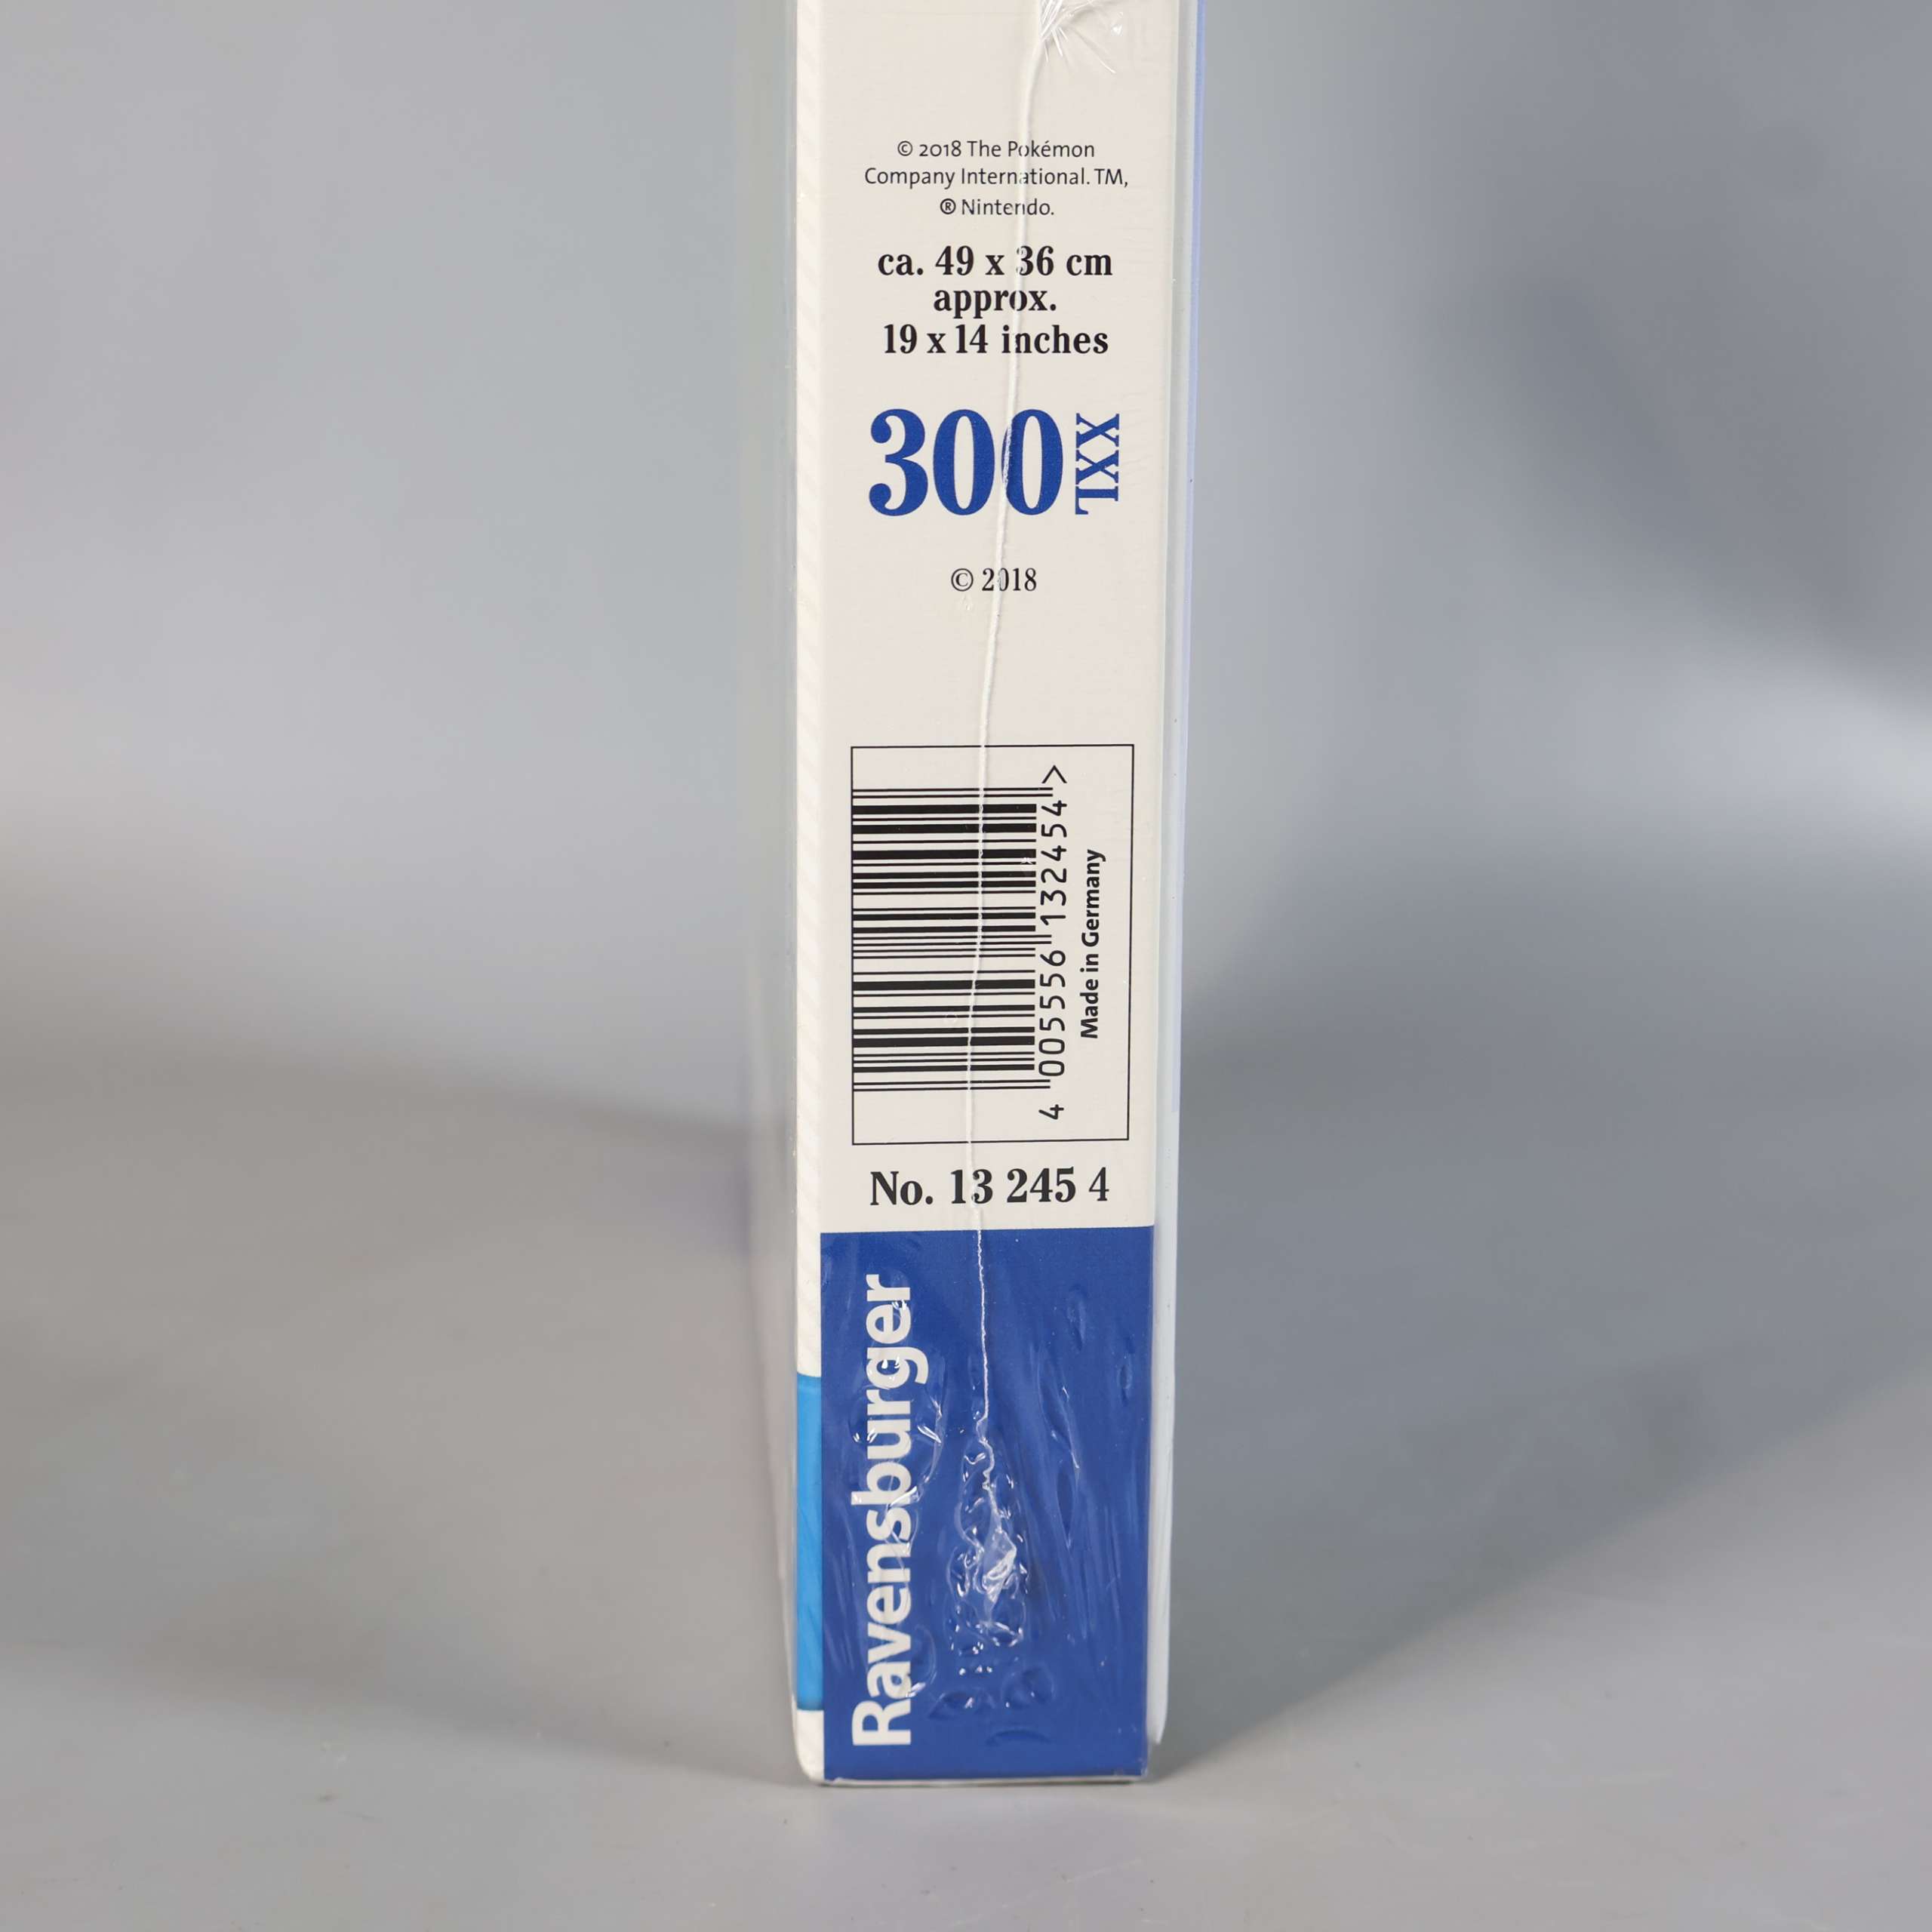 © 2018 The Pokémon
Company International. TM,
® Nintendo.
ca. 49 x 36 cm
approx.
19 x 14 inches
300 XXL
© 2018
4 005556 132454 >
Made in Germany
No. 13 245 4
Ravensburger